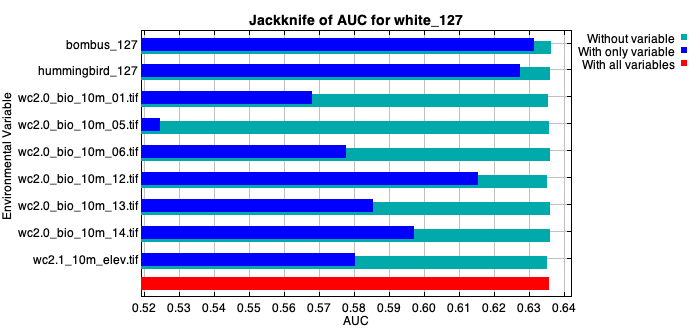 Jackknife of AUC for white_127
Without variable
With only variable
With all variables
Environmental Variable
bombus_127
hummingbird_127
wc2.0_bio_10m_01.tif
wc2.0_bio_10m_05.tif
wc2.0_bio_10m_06.tif
wc2.0_bio_10m_12.tif
wc2.0_bio_10m_13.tif
wc2.0_bio_10m_14.tif
wc2.1_10m_elev.tif
0.52 0.53 0.54 0.55 0.56 0.57 0.58 0.59 0.60 0.61 0.62 0.63 0.64
AUC